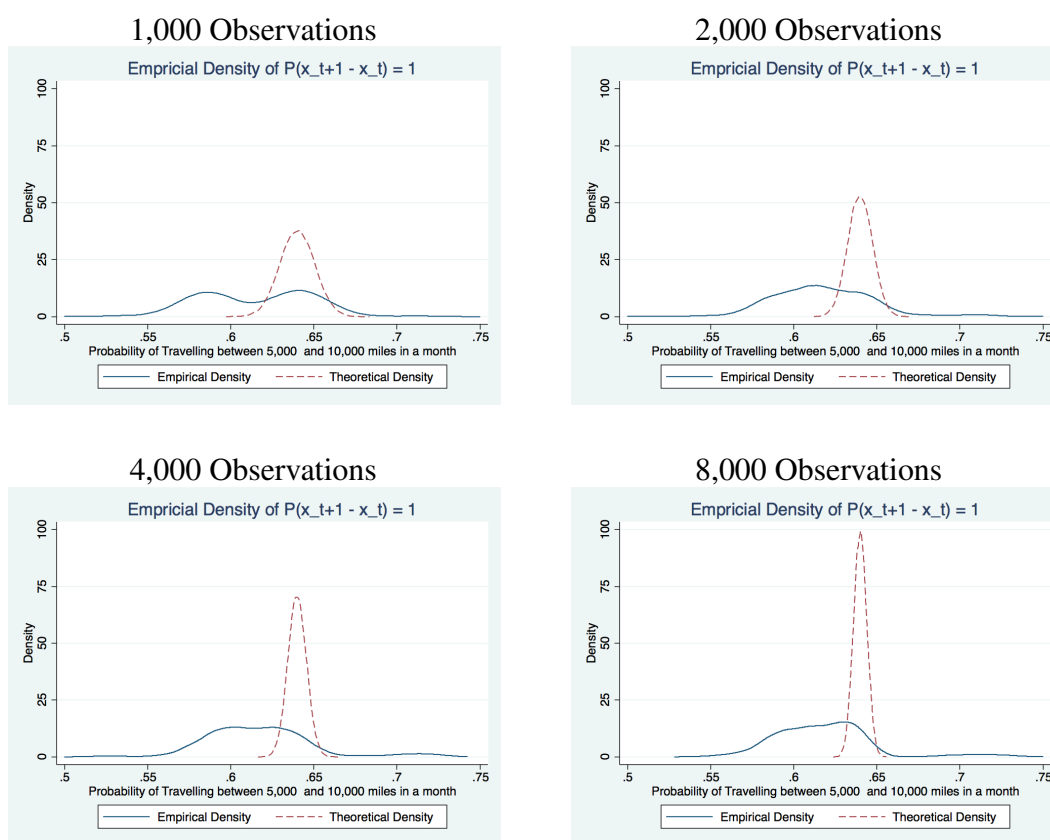 1,000 Observations
Empricial Density of P(x_t+1 - x_t) = 1
Density
100
75
50
25
0
.5 .55 .6 .65 .7 .75
Probability of Travelling between 5,000 and 10,000 miles in a month
Empirical Density Theoretical Density
2,000 Observations
Empricial Density of P(x_t+1 - x_t) = 1
Density
100
75
50
25
0
.5 .55 .6 .65 .7 .75
Probability of Travelling between 5,000 and 10,000 miles in a month
Empirical Density Theoretical Density
4,000 Observations
Empricial Density of P(x_t+1 - x_t) = 1
Density
100
75
50
25
0
.5 .55 .6 .65 .7 .75
Probability of Travelling between 5,000 and 10,000 miles in a month
Empirical Density Theoretical Density
8,000 Observations
Empricial Density of P(x_t+1 - x_t) = 1
Density
100
75
50
25
0
.5 .55 .6 .65 .7 .75
Probability of Travelling between 5,000 and 10,000 miles in a month
Empirical Density Theoretical Density